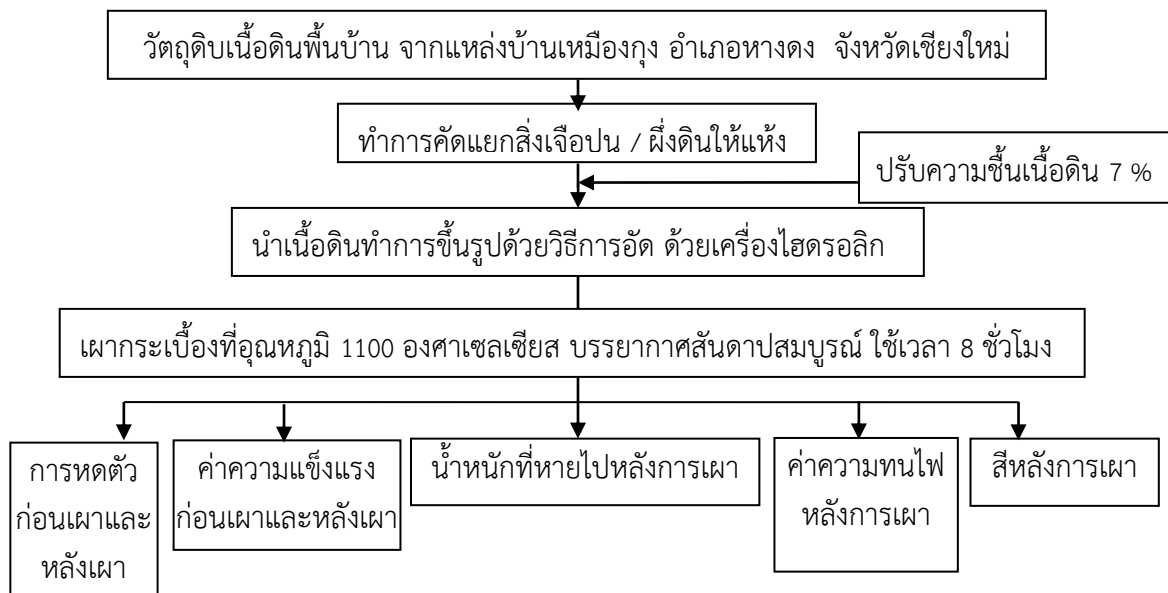 วัตถุดิบเนื้อดินพื้นบ้าน จากแหล่งบ้านเหมืองกุง อำเภอหางดง จังหวัดเชียงใหม่
ทำการคัดแยกสิ่งเจือปน / ผึ่งดินให้แห้ง
ปรับความชื้นเนื้อดิน 7 %
นำเนื้อดินทำการขึ้นรูปด้วยวิธีการอัด ด้วยเครื่องไฮดรอลิก
เผากระเบื้องที่อุณหภูมิ 1100 องศาเซลเซียส บรรยากาศสันดาปสมบูรณ์ ใช้เวลา 8 ชั่วโมง
การหดตัว
ก่อนเผาและ
หลังเผา
ค่าความแข็งแรง
ก่อนเผาและหลังเผา
น้ำหนักที่หายไปหลังการเผา
ค่าความทนไฟ
หลังการเผา
สีหลังการเผา